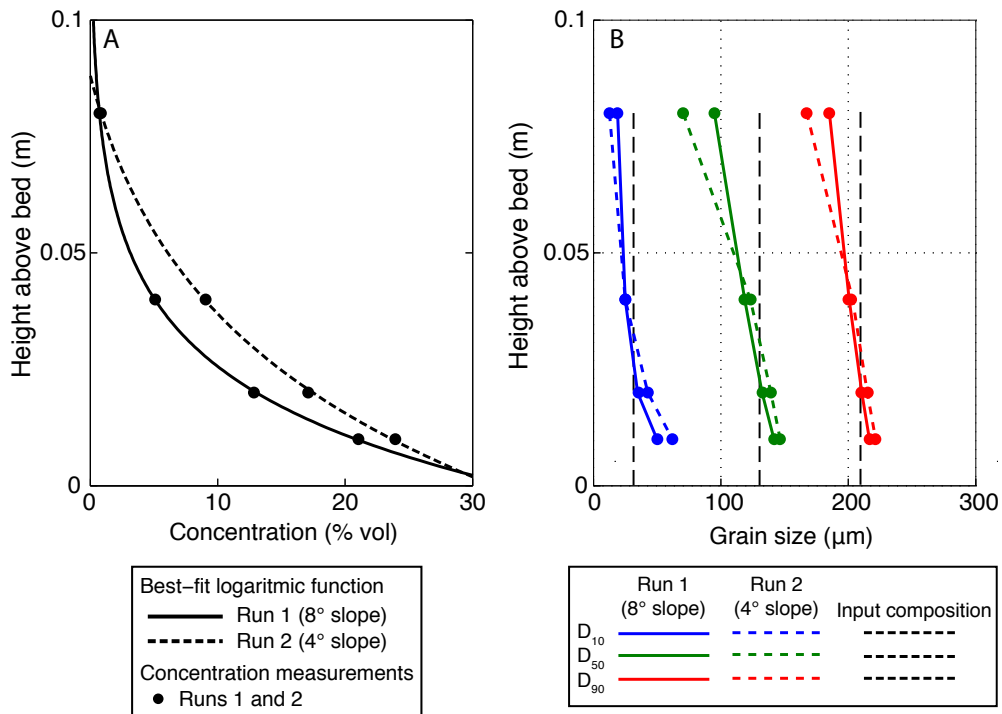 A
0.1
0.05
0
Height above bed (m)
0 10 20 30
Concentration (% vol)
B
0.1
0.05
0
Height above bed (m)
0 100 200 300
Grain size (µm)
Best–fit logaritmic function
Run 1 (8° slope)
Run 2 (4° slope)
Concentration measurements
Runs 1 and 2
Run 1 Run 2
(8° slope) (4° slope) Input composition
D10
D50
D90